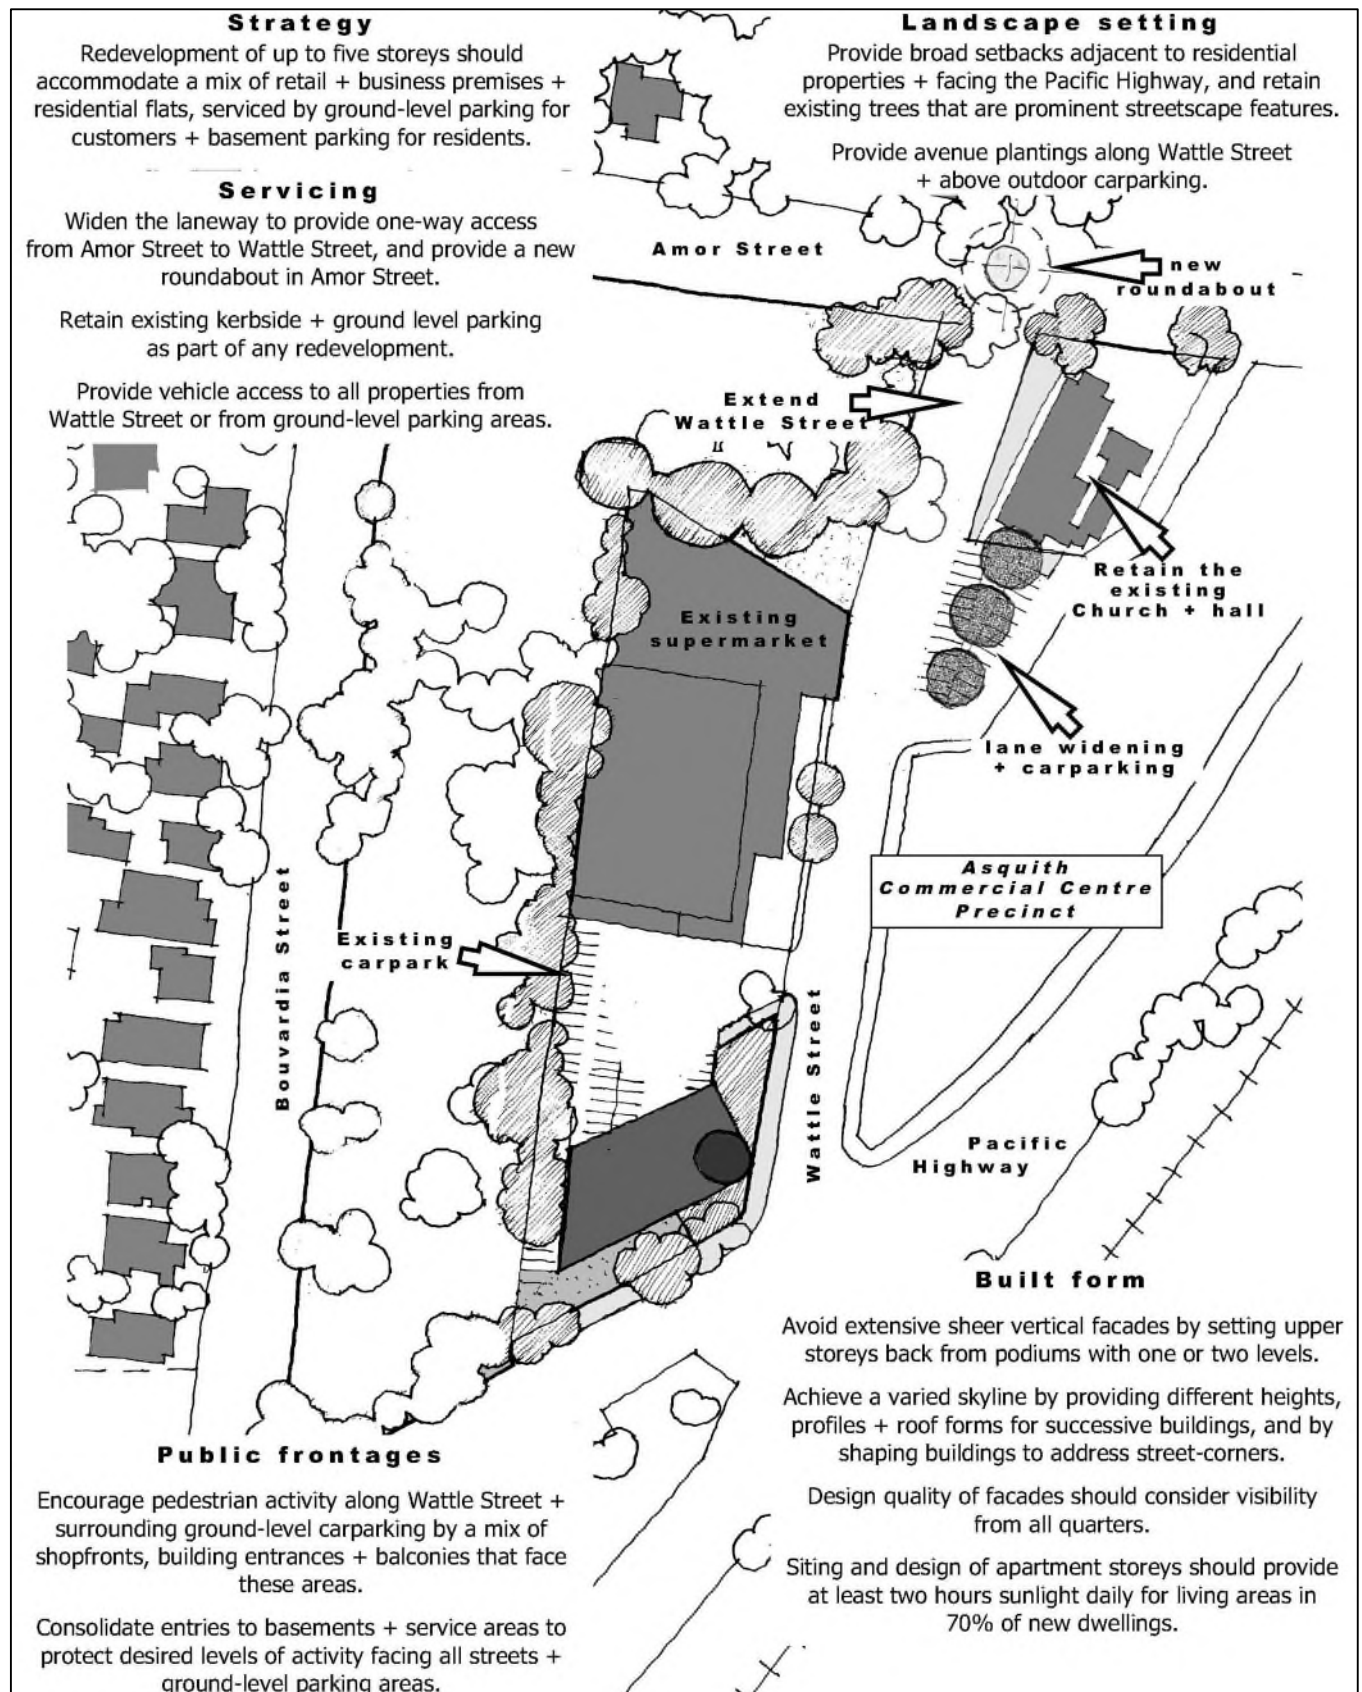 Strategy
Redevelopment of up to five storeys should
accommodate a mix of retail + business premises +
residential flats, serviced by ground-level parking for
customers + basement parking for residents.
Servicing
Widen the laneway to provide one-way access
from Amor Street to Wattle Street, and provide a new
roundabout in Amor Street.
Retain existing kerbside + ground level parking
as part of any redevelopment.
Provide vehicle access to all properties from
Wattle Street or from ground-level parking areas.
Landscape setting
Provide broad setbacks adjacent to residential
properties + facing the Pacific Highway, and retain
existing trees that are prominent streetscape features.
Provide avenue plantings along Wattle Street
+ above outdoor carparking.
Amor Street
new
roundabout
Extend
Wattle Street
Retain the
existing
Church + hall
Existing
supermarket
lane widening
+ carparking
Asquith
Commercial Centre
Precinct
Bouvardia Street
Existing
carpark
Wattle Street
Pacific
Highway
Built form
Avoid extensive sheer vertical facades by setting upper
storeys back from podiums with one or two levels.
Achieve a varied skyline by providing different heights,
profiles + roof forms for successive buildings, and by
shaping buildings to address street-corners.
Design quality of facades should consider visibility
from all quarters.
Siting and design of apartment storeys should provide
at least two hours sunlight daily for living areas in
70% of new dwellings.
Public frontages
Encourage pedestrian activity along Wattle Street +
surrounding ground-level carparking by a mix of
shopfronts, building entrances + balconies that face
these areas.
Consolidate entries to basements + service areas to
protect desired levels of activity facing all streets +
ground-level parking areas.